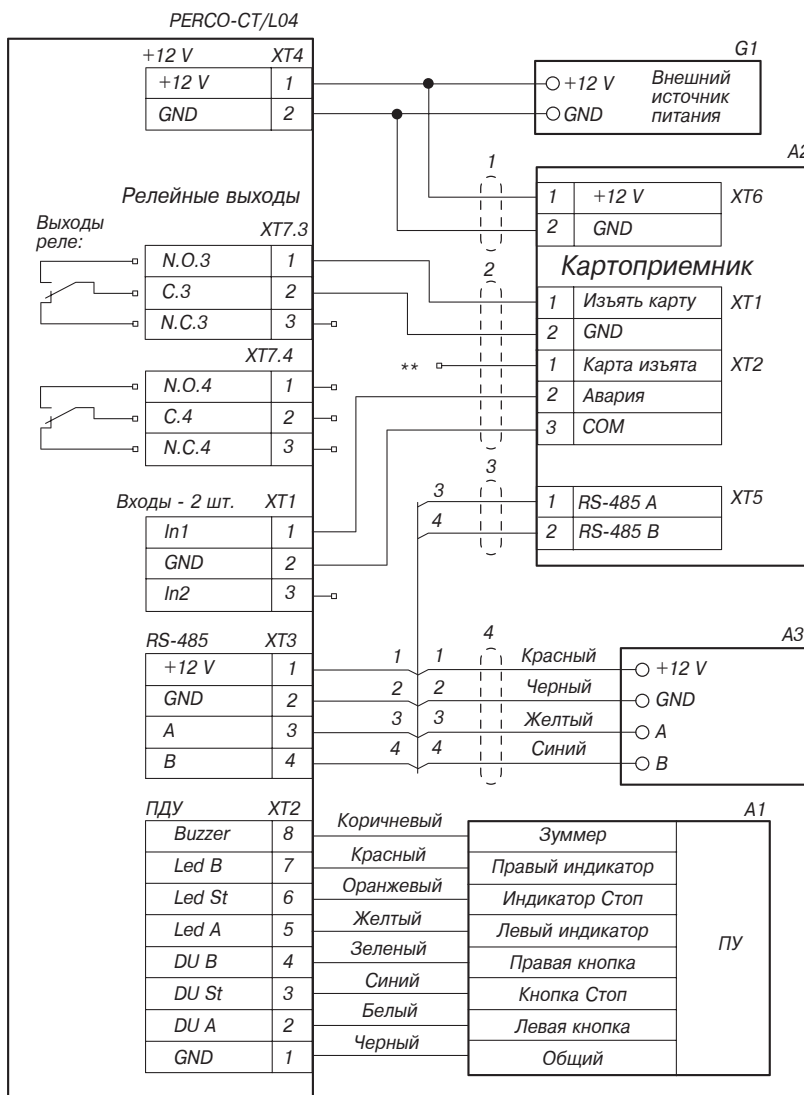 PERCO-CT/L04
+12 V XT4
+12 V 1
GND 2
G1
+12 V
GND
Внешний
источник
питания
A2
1
1 +12 V XT6
2 GND
Релейные выходы
Выходы
реле:
XT7.3
N.O.3 1
C.3 2
N.C.3 3
XT7.4
N.O.4 1
C.4 2
N.C.4 3
2
Картоприемник
1 Изъять карту XT1
2 GND
** 1 Карта изъята XT2
2 Авария
3 COM
3
3
4
1 RS-485 A XT5
2 RS-485 B
Входы - 2 шт. XT1
In1 1
GND 2
In2 3
RS-485 XT3
+12 V 1
GND 2
A 3
B 4
4
A3
1 1 Красный +12 V
2 2 Черный GND
3 3 Желтый A
4 4 Синий B
ПДУ XT2
A1
Buzzer 8 Коричневый Зуммер
Led B 7 Красный Правый индикатор
Led St 6 Оранжевый Индикатор Стоп
Led A 5 Желтый Левый индикатор
DU B 4 Зеленый Правая кнопка
DU St 3 Синий Кнопка Стоп
DU A 2 Белый Левая кнопка
GND 1 Черный Общий
ПУ